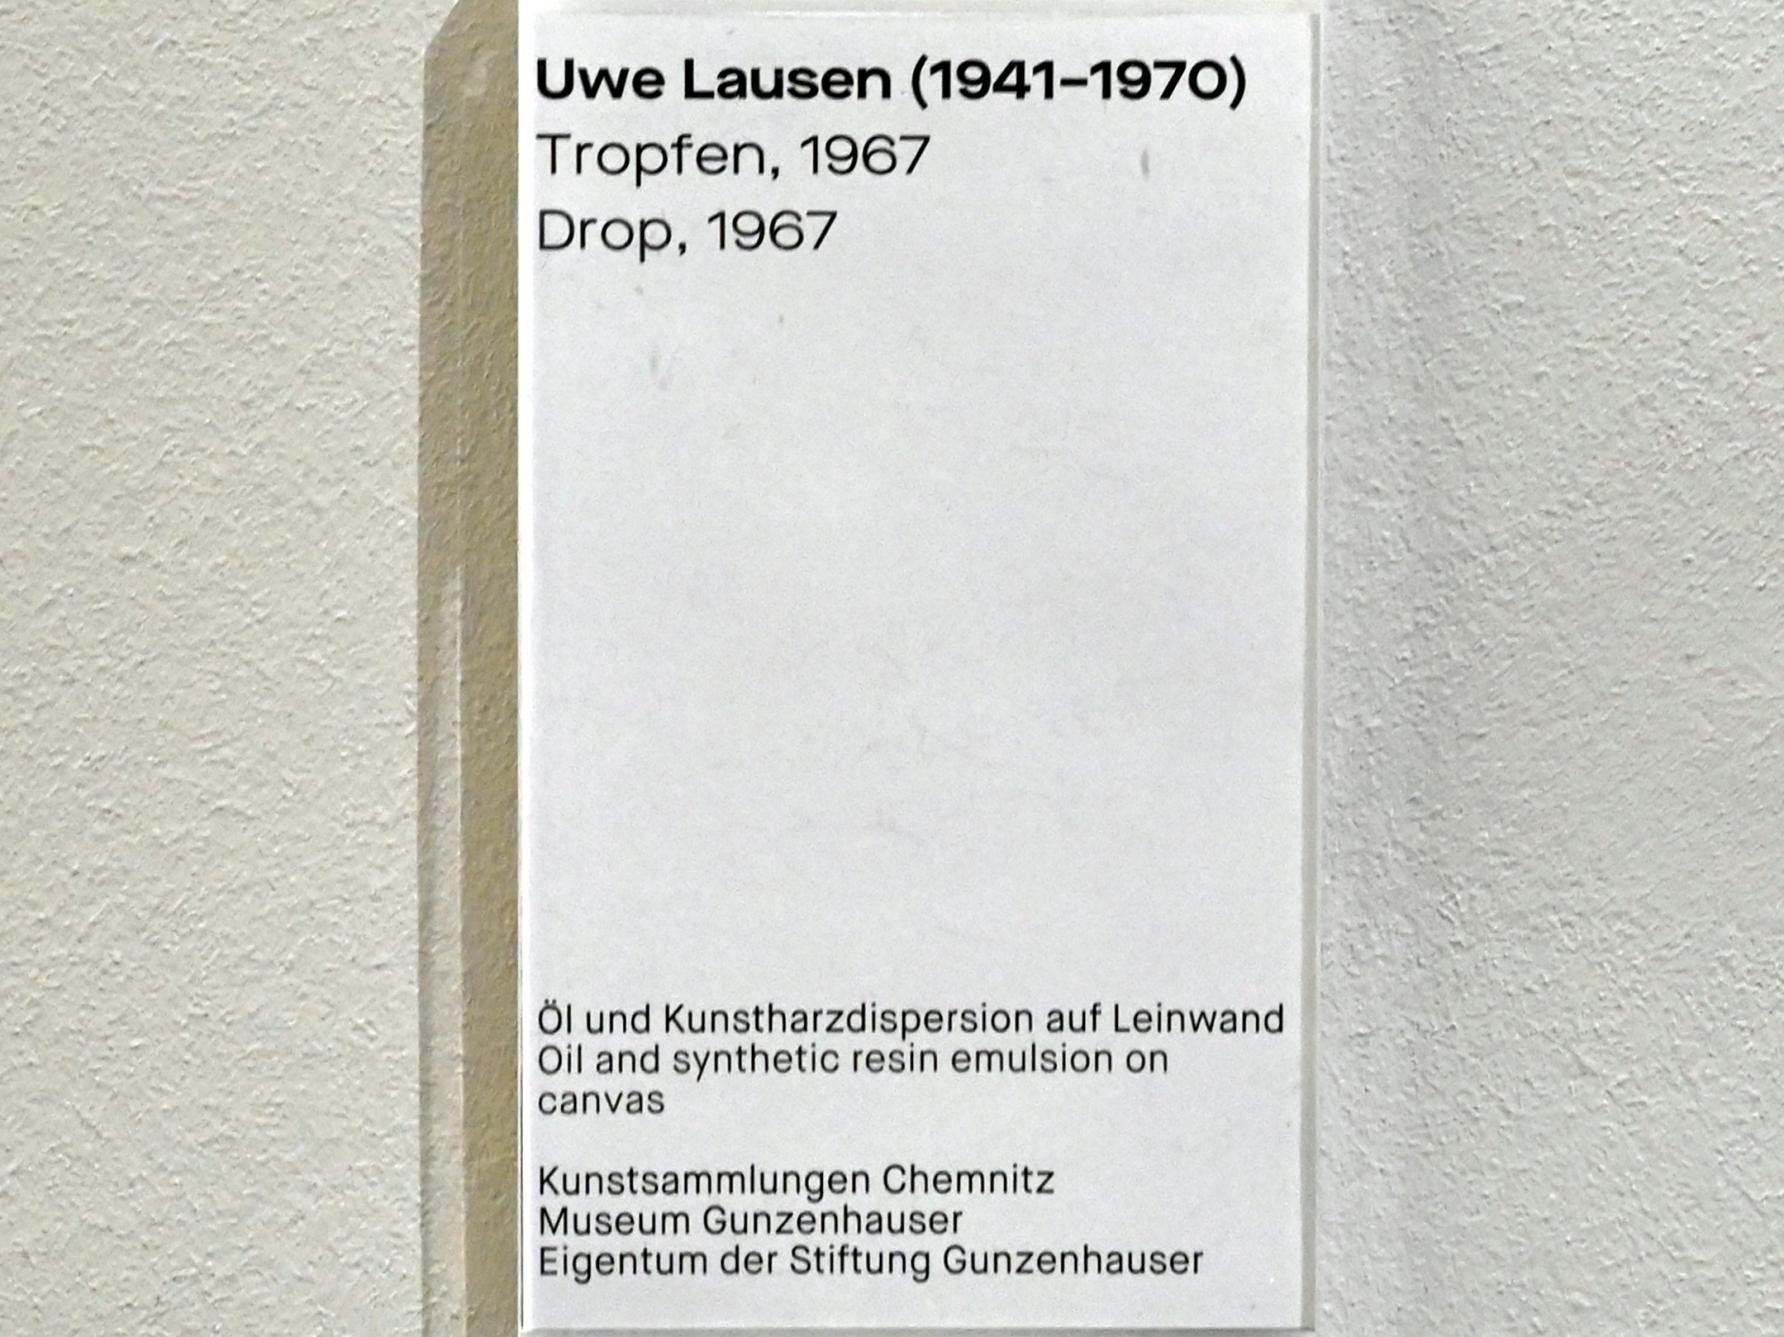 Uwe Lausen (1941–1970)
Tropfen, 1967
Drop, 1967
Öl und Kunstharzdispersion auf Leinwand
Oil and synthetic resin emulsion on
canvas
Kunstsammlungen Chemnitz
Museum Gunzenhauser
Eigentum der Stiftung Gunzenhauser